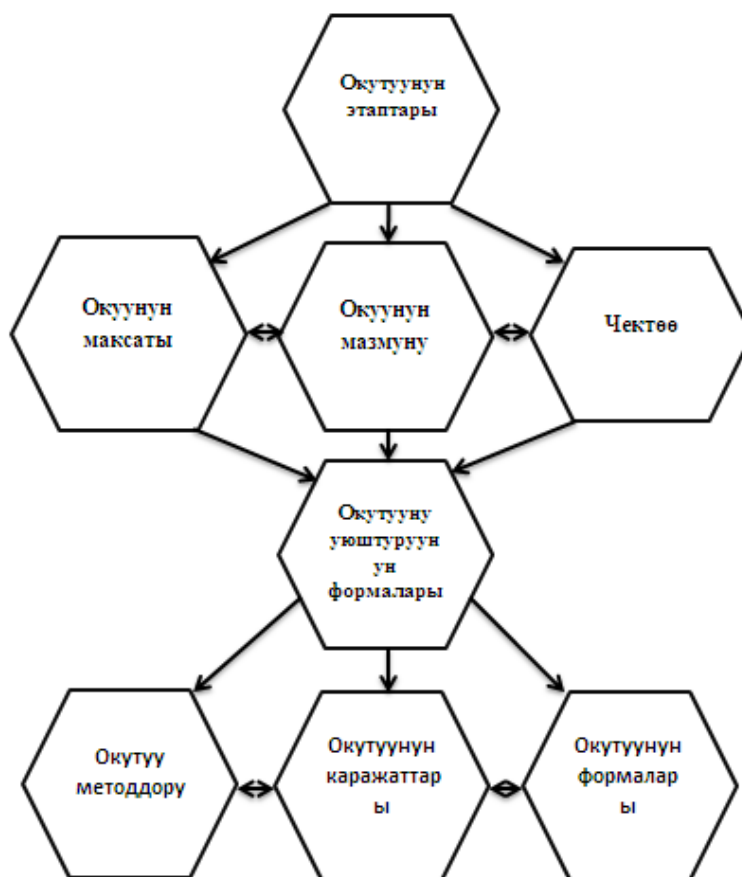 Окутуунун
этаптары
Окуунун
максаты
Окуунун
мазмуну
Чектөө
Окутууну
уюштуруун
ун
формалары
Окутуу
методдору
Окутуунун
каражаттар
ы
Окутуунун
формалар
ы